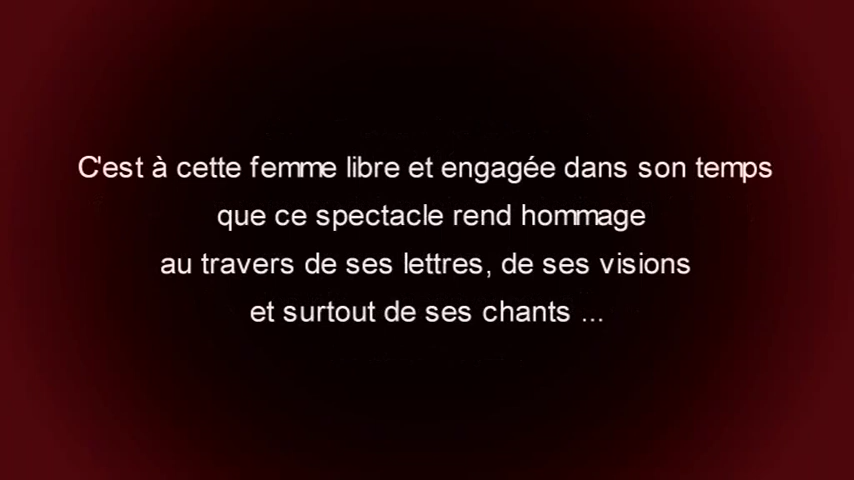 C'est à cette femme libre et engagée dans son temps
que ce spectacle rend hommage
au travers de ses lettres, de ses visions
et surtout de ses chants ...